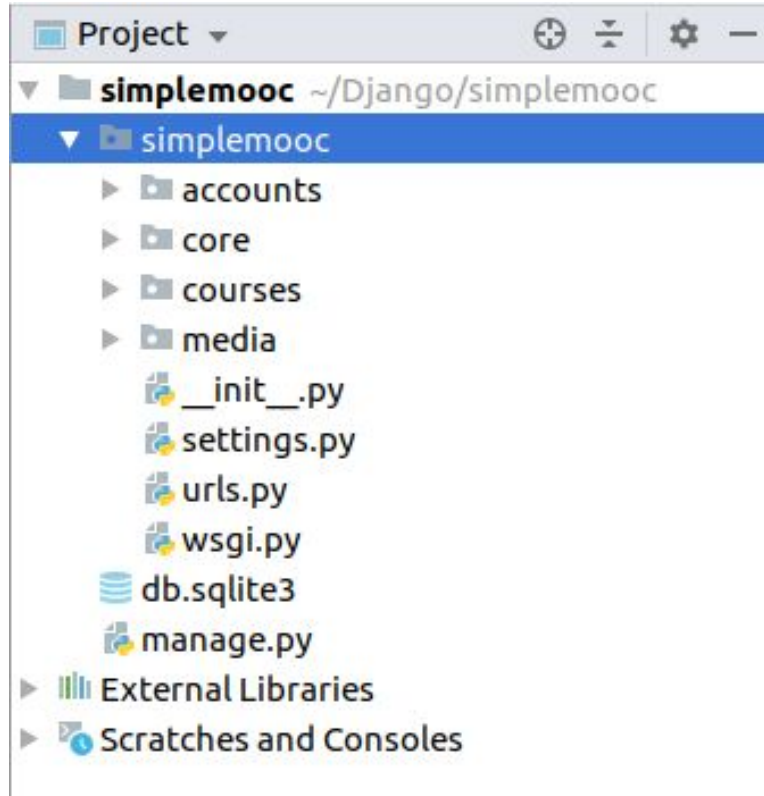 Project
simplemooc ~/Django/simplemooc
simplemooc
accounts
core
courses
media
__init__.py
settings.py
urls.py
wsgi.py
db.sqlite3
manage.py
External Libraries
Scratches and Consoles